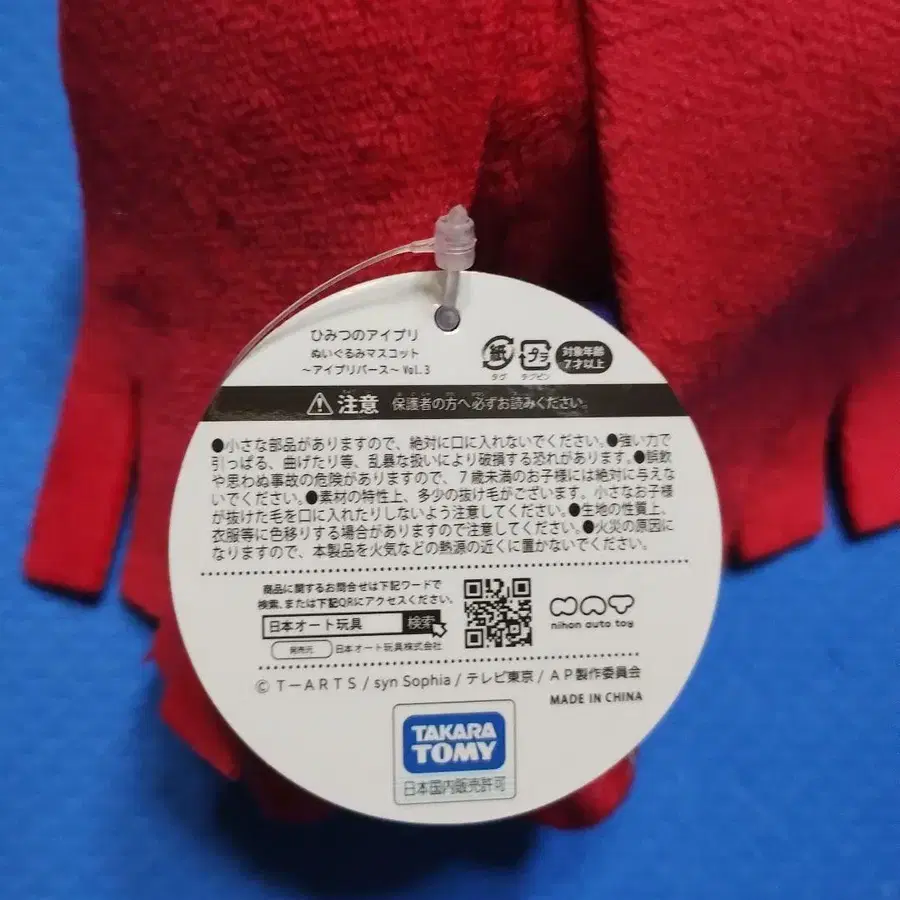 ひみつのアイプリ
ぬいぐるみマスコット
～アイプリバース～ Vol.3
紙
タグ
プラ
タグピン
対象年齢
7才以上
注意 保護者の方へ必ずお読みください。
●小さな部品がありますので、絶対に口に入れないでください。●強い力で
引っぱる、曲げたり等、乱暴な扱いにより破損する恐れがあります。●誤飲
や思わぬ事故の危険がありますので、7歳未満のお子様には絶対に与えな
いでください。●素材の特性上、多少の抜け毛がございます。小さなお子様
が抜けた毛を口に入れたりしないよう注意してください。●生地の性質上、
衣服等に色移りする場合がありますので注意してください。●火災の原因に
なりますので、本製品を火気などの熱源の近くに置かないでください。
商品に関するお問合せは下記ワードで
検索、または下記QRにアクセスください。
日本オート玩具 検索
発売元 日本オート玩具株式会社
NAT
nihon auto toy
© T-ARTS / syn Sophia / テレビ東京 / AP製作委員会
MADE IN CHINA
TAKARA
TOMY
日本国内販売許可